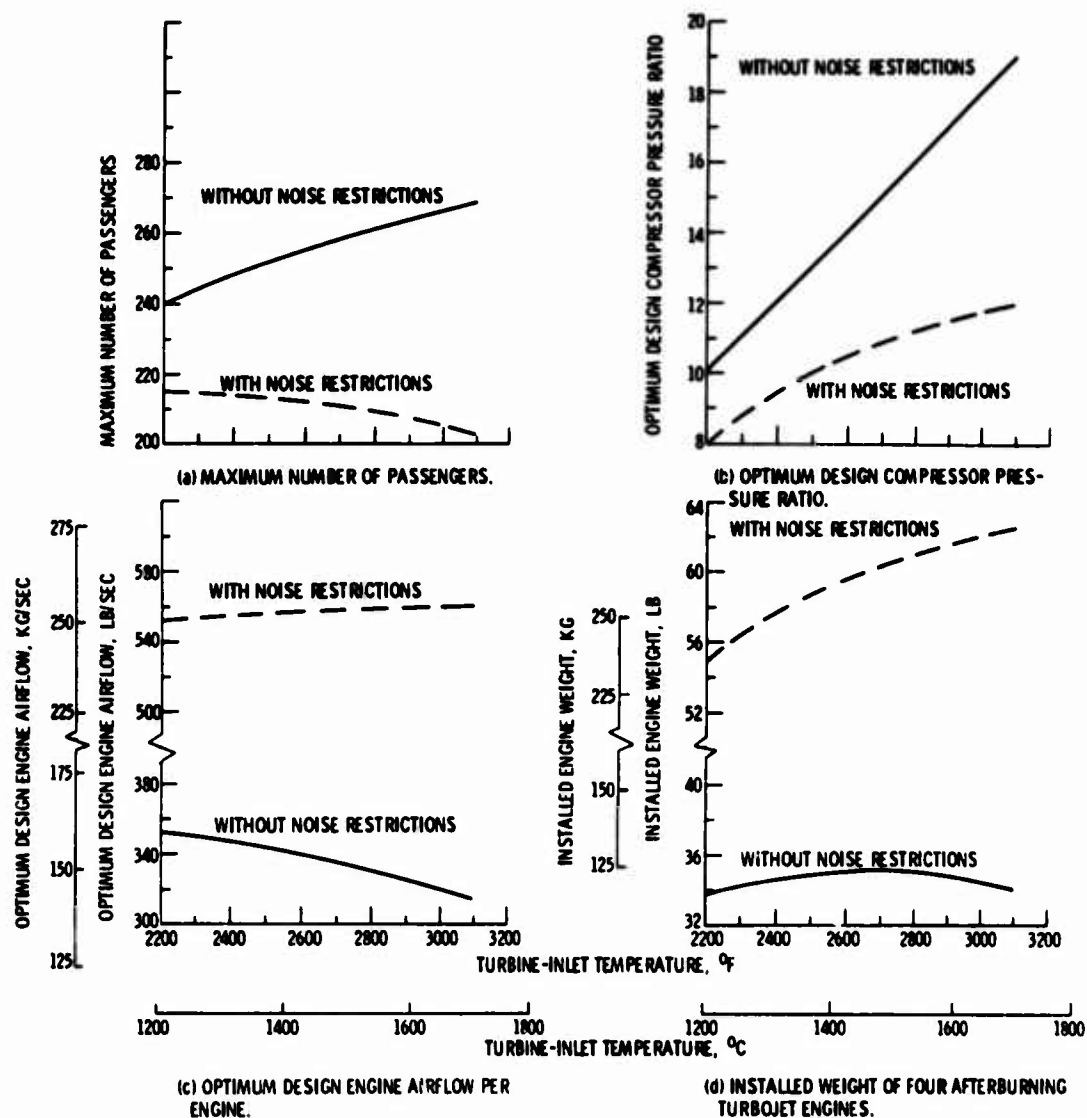 MAXIMUM NUMBER OF PASSENGERS
280
260
240
220
200
WITHOUT NOISE RESTRICTIONS
WITH NOISE RESTRICTIONS
(a) MAXIMUM NUMBER OF PASSENGERS.
OPTIMUM DESIGN COMPRESSOR PRESSURE RATIO
20
18
16
14
12
10
8
WITHOUT NOISE RESTRICTIONS
WITH NOISE RESTRICTIONS
(b) OPTIMUM DESIGN COMPRESSOR PRES-
SURE RATIO.
OPTIMUM DESIGN ENGINE AIRFLOW, KG/SEC
275
250
225
175
150
125
OPTIMUM DESIGN ENGINE AIRFLOW, LB/SEC
580
540
500
380
340
300
WITH NOISE RESTRICTIONS
WITHOUT NOISE RESTRICTIONS
2200 2400 2600 2800 3000 3200
INSTALLED ENGINE WEIGHT, KG
250
225
150
125
INSTALLED ENGINE WEIGHT, LB
64
60
56
52
40
36
32
WITH NOISE RESTRICTIONS
WITHOUT NOISE RESTRICTIONS
2200 2400 2600 2800 3000 3200
TURBINE-INLET TEMPERATURE, °F
1200 1400 1600 1800
1200 1400 1600 1800
TURBINE-INLET TEMPERATURE, °C
(c) OPTIMUM DESIGN ENGINE AIRFLOW PER
ENGINE.
(d) INSTALLED WEIGHT OF FOUR AFTERBURNING
TURBOJET ENGINES.